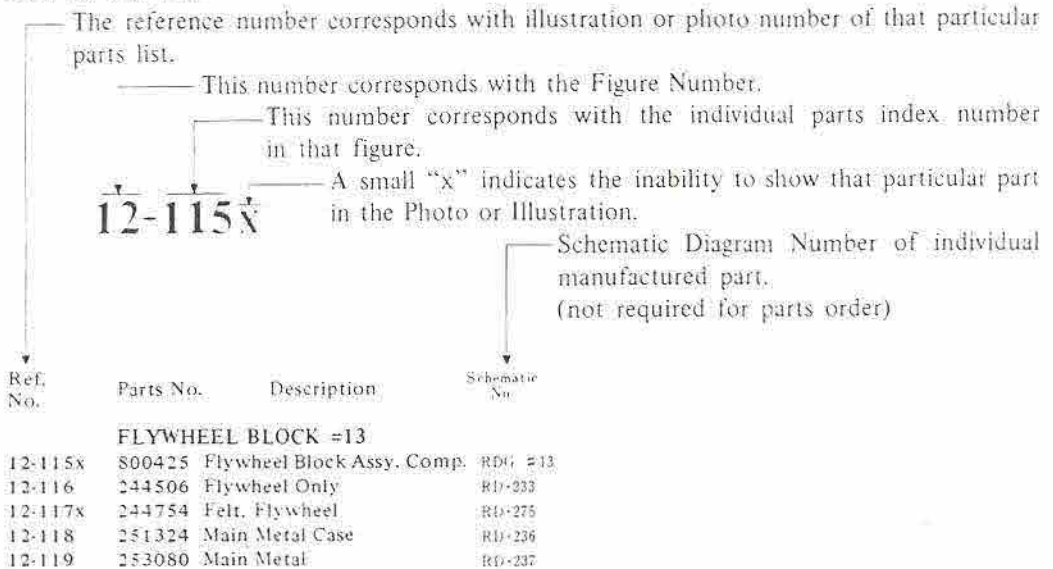 The reference number corresponds with illustration or photo number of that particular
parts list.
This number corresponds with the Figure Number.
This number corresponds with the individual parts index number
in that figure.
A small “x” indicates the inability to show that particular part
in the Photo or Illustration.
12-115x
Schematic Diagram Number of individual
manufactured part.
(not required for parts order)
Ref. No. Parts No. Description Schematic No.
FLYWHEEL BLOCK #13
12-115x 800425 Flywheel Block Assy. Comp. RDG #13
12-116 244506 Flywheel Only RD-233
12-117x 244754 Felt, Flywheel RD-275
12-118 251324 Main Metal Case RD-236
12-119 253080 Main Metal RD-237